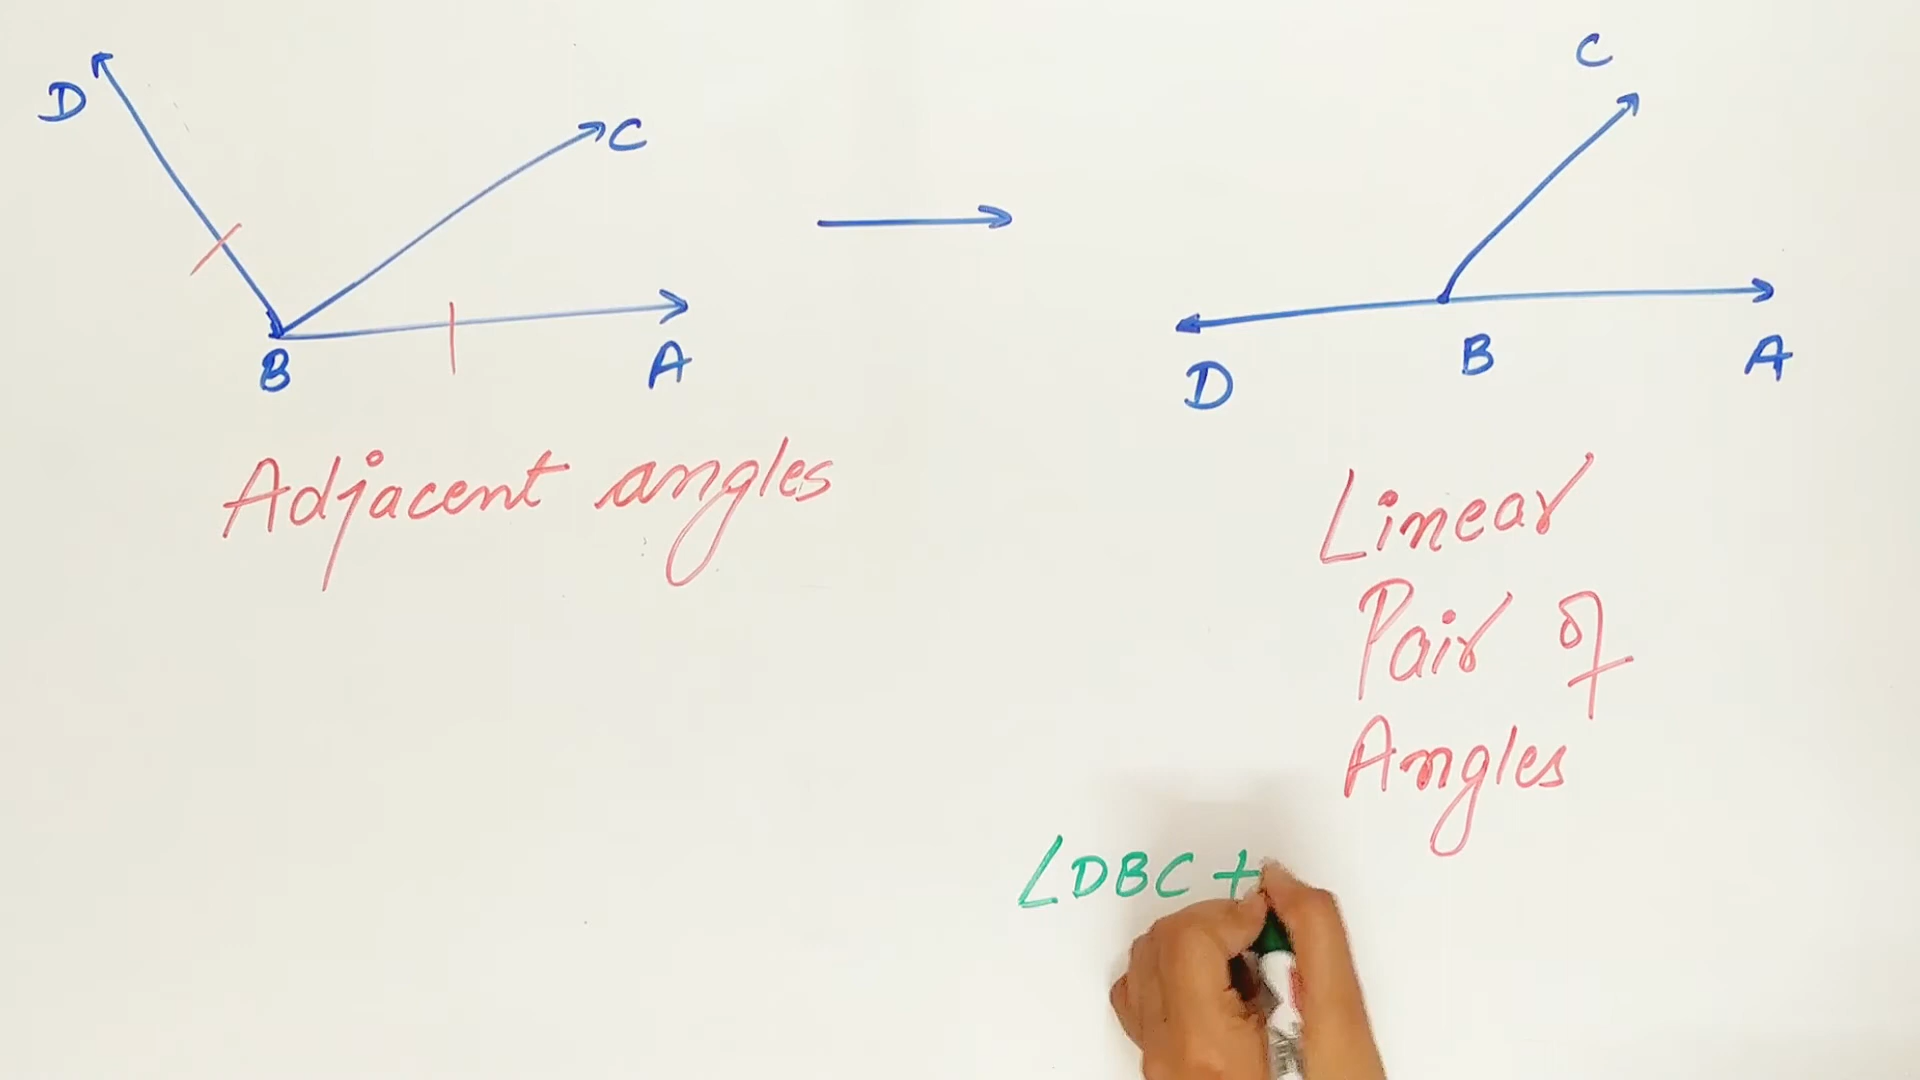 D
C
B
A
Adjacent angles
C
D
B
A
Linear
Pair of
Angles
∠DBC +